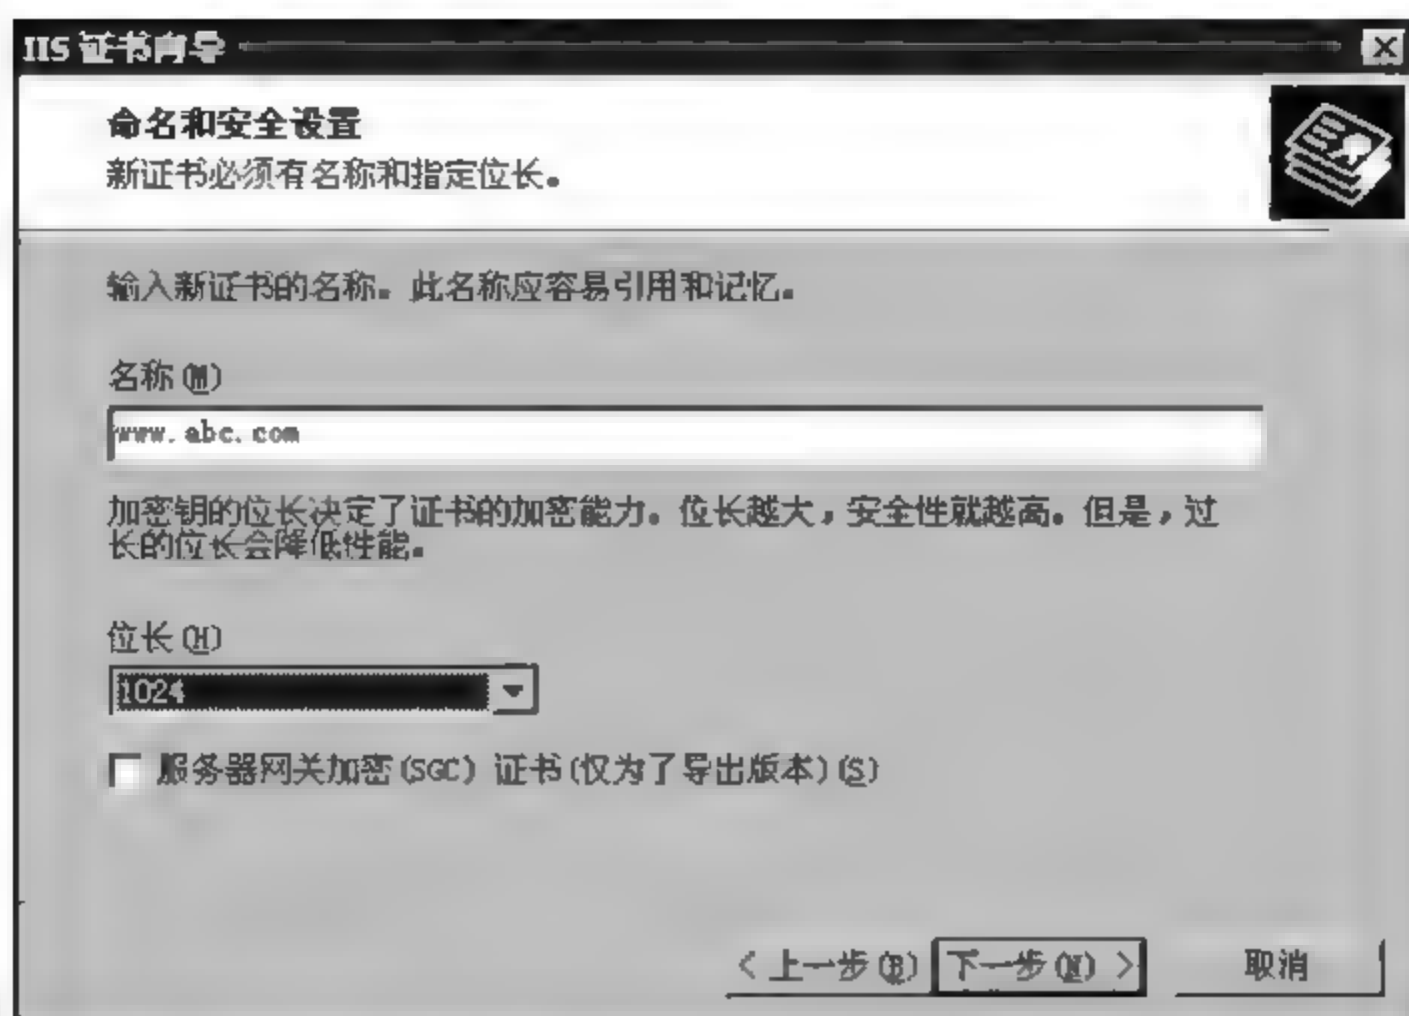 IIS 证书向导
命名和安全设置
新证书必须有名称和指定位长。
输入新证书的名称。此名称应容易引用和记忆。
名称(M)
www.abc.com
加密钥的位长决定了证书的加密能力。位长越大,安全性就越高。但是,过
长的位长会降低性能。
位长(H)
1024
服务器网关加密(SGC) 证书(仅为了导出版本)(S)
< 上一步(B) 下一步(N) > 取消